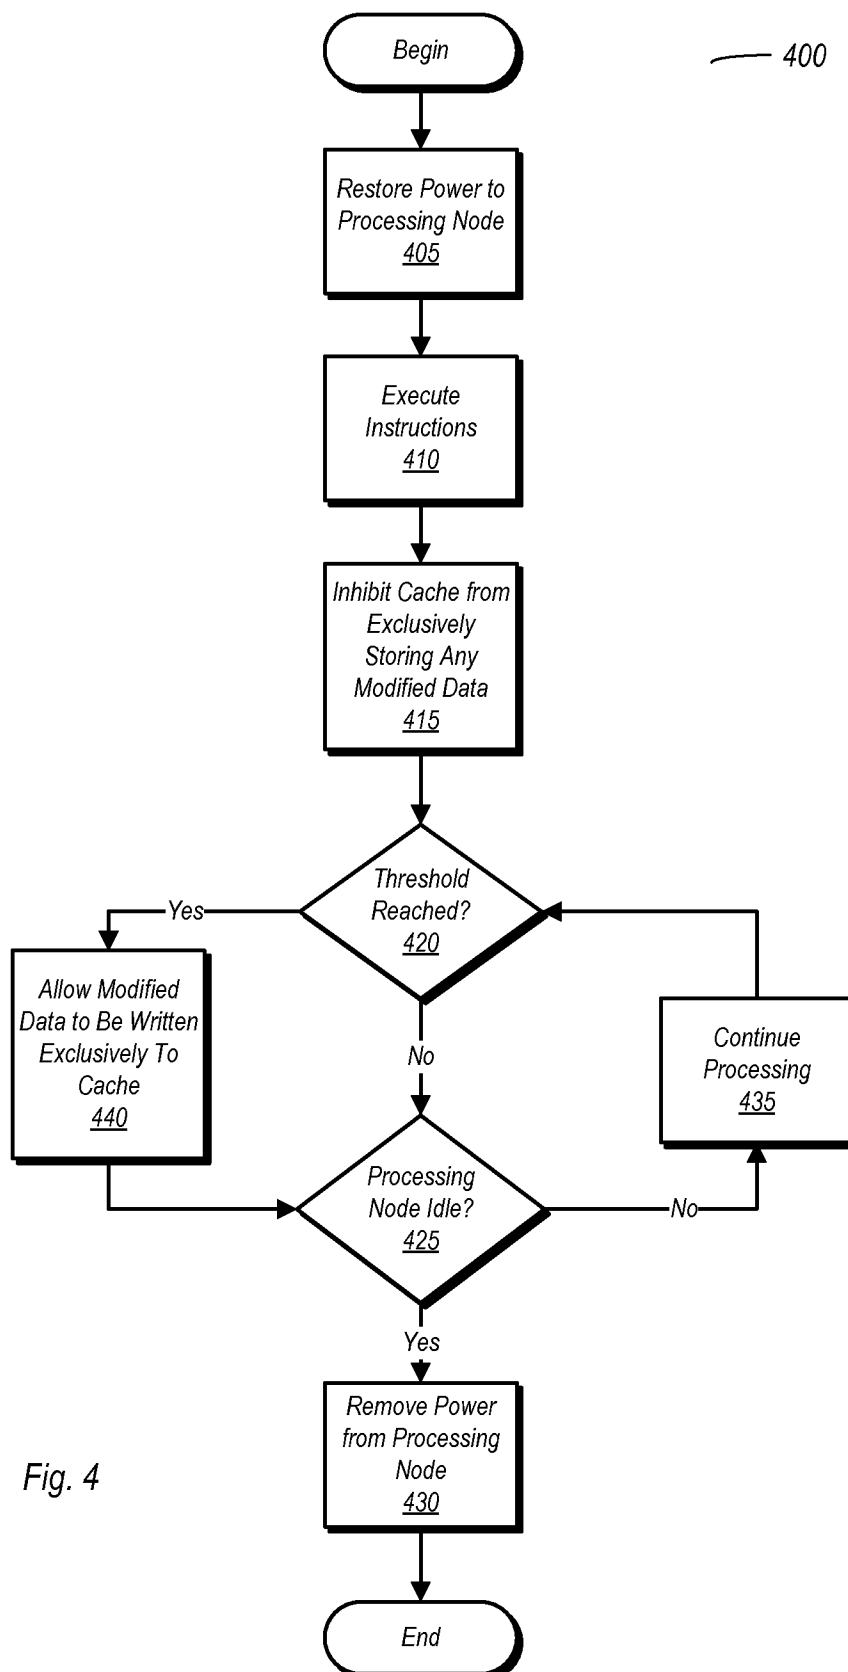 Begin
400
Restore Power to
Processing Node
405
Execute
Instructions
410
Inhibit Cache from
Exclusively
Storing Any
Modified Data
415
Threshold
Reached?
420
Yes
No
Allow Modified
Data to Be Written
Exclusively To
Cache
440
Continue
Processing
435
Processing
Node Idle?
425
No
Yes
Remove Power
from Processing
Node
430
Fig. 4
End